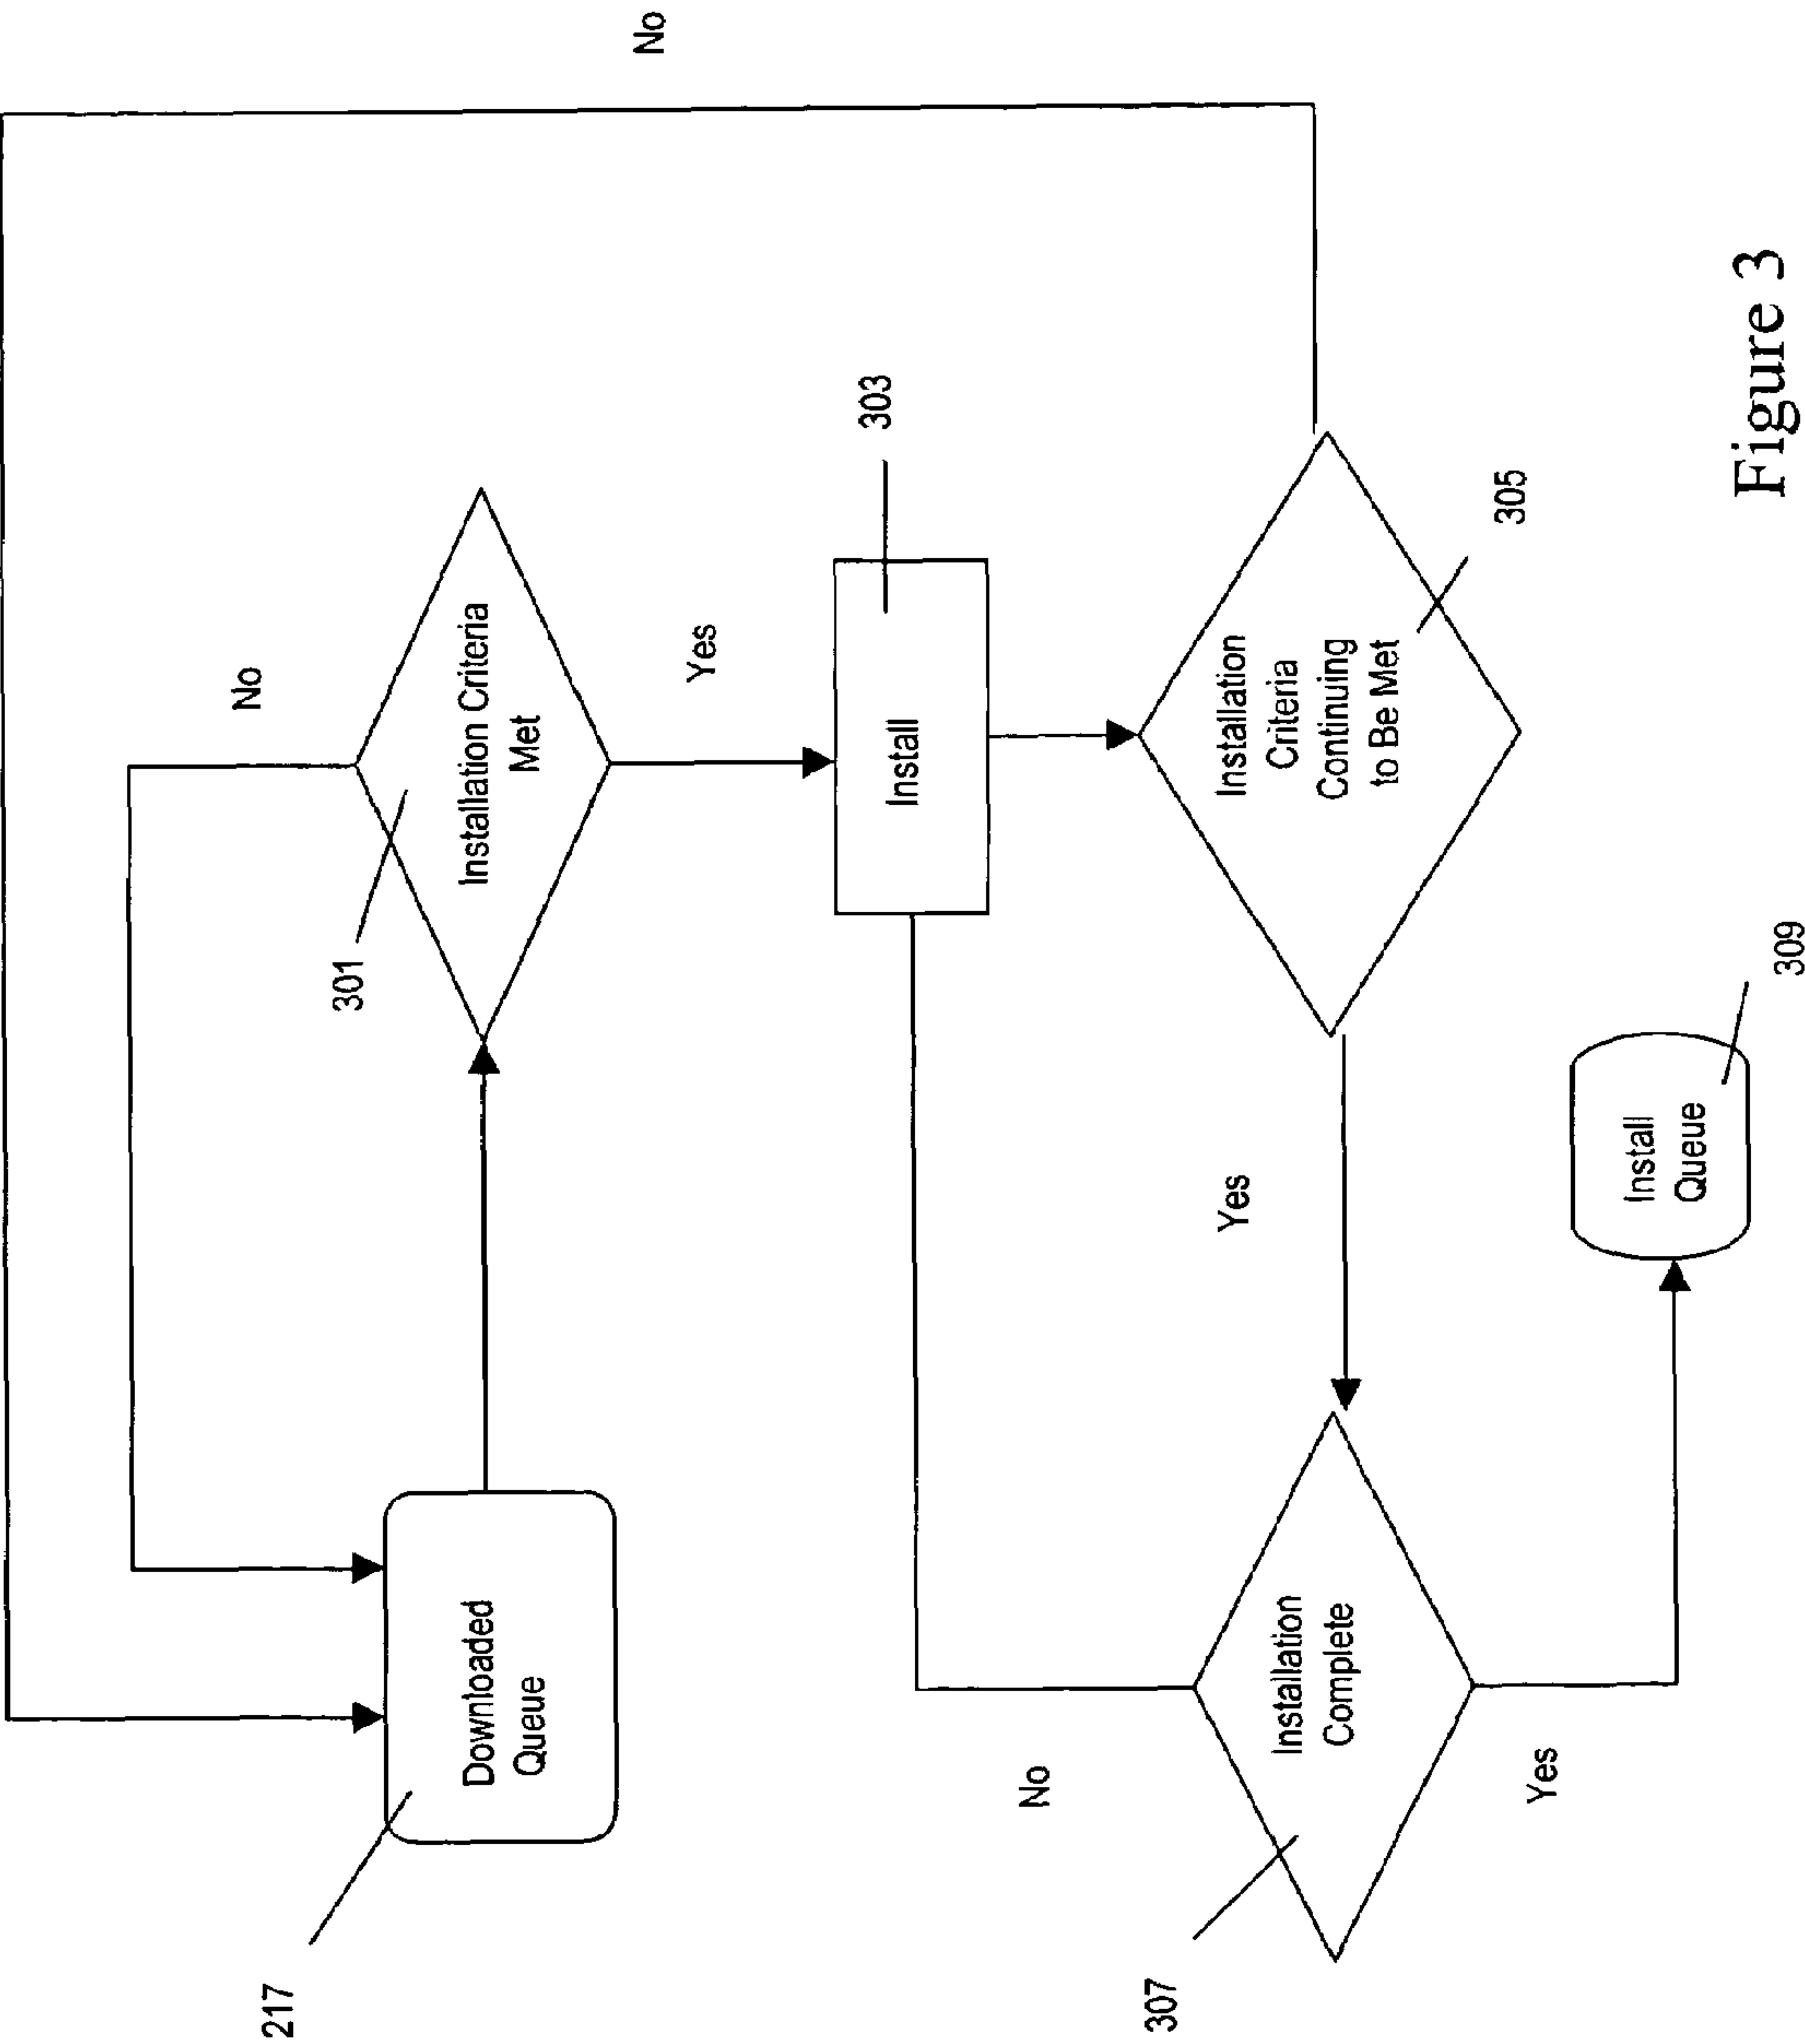 No
No
301
Installation Criteria
Met
217
Downloaded
Queue
Yes
303
Install
No
Yes
Installation
Criteria
Continuing
to Be Met
305
307
Installation
Complete
Yes
Install
Queue
309
Figure 3